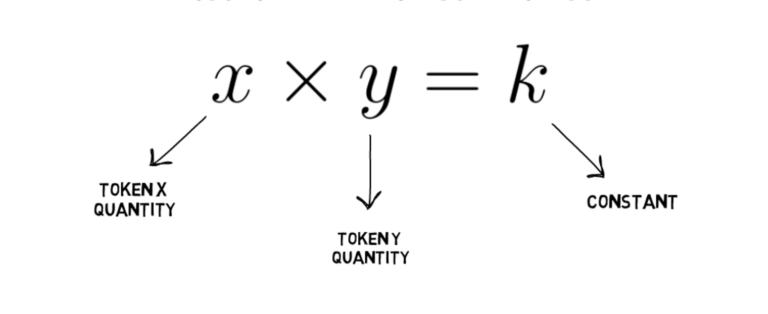 x × y = k
TOKEN X
QUANTITY
TOKEN Y
QUANTITY
CONSTANT